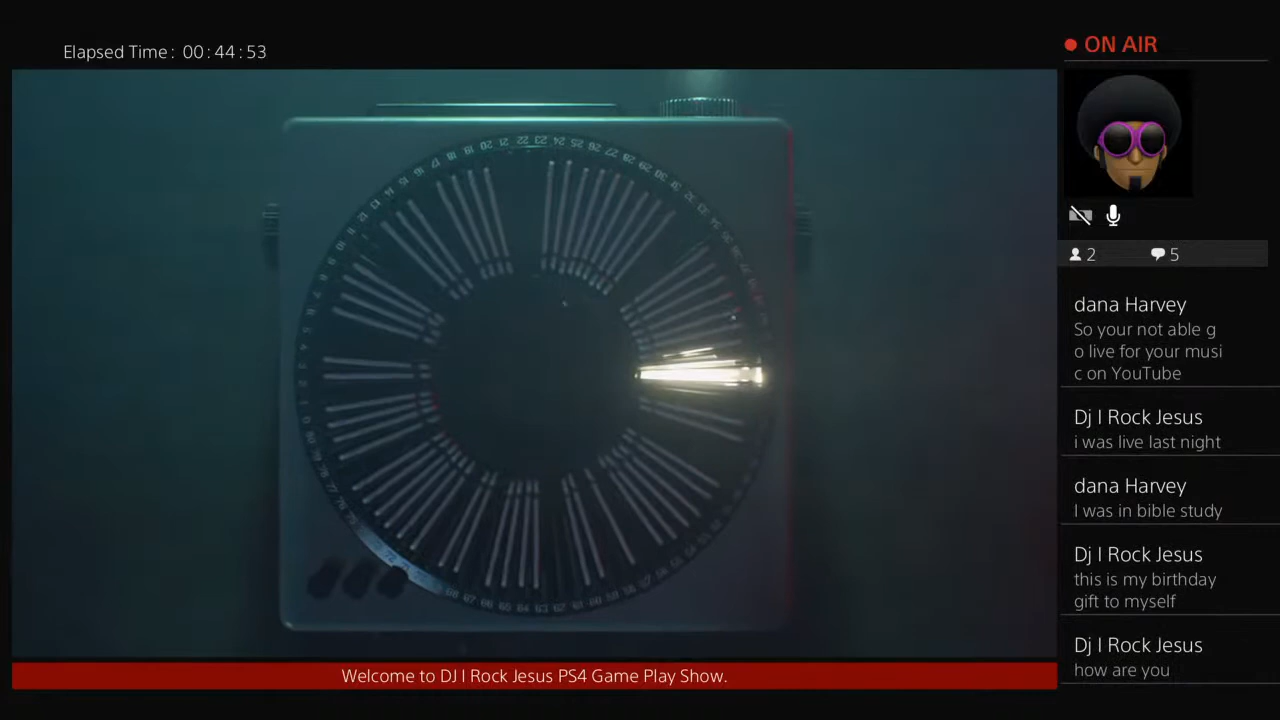 Elapsed Time: 00:44:53
ON AIR
2
5
dana Harvey
So your not able g
o live for your musi
c on YouTube
Dj I Rock Jesus
i was live last night
dana Harvey
I was in bible study
Dj I Rock Jesus
this is my birthday
gift to myself
Dj I Rock Jesus
how are you
Welcome to DJ I Rock Jesus PS4 Game Play Show.